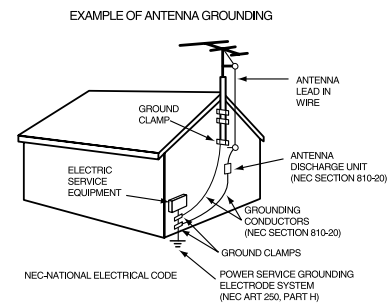 EXAMPLE OF ANTENNA GROUNDING
ANTENNA
LEAD IN
WIRE
GROUND
CLAMP
ANTENNA
DISCHARGE UNIT
(NEC SECTION 810-20)
ELECTRIC
SERVICE
EQUIPMENT
GROUNDING
CONDUCTORS
(NEC SECTION 810-20)
GROUND CLAMPS
NEC-NATIONAL ELECTRICAL CODE
POWER SERVICE GROUNDING
ELECTRODE SYSTEM
(NEC ART 250, PART H)